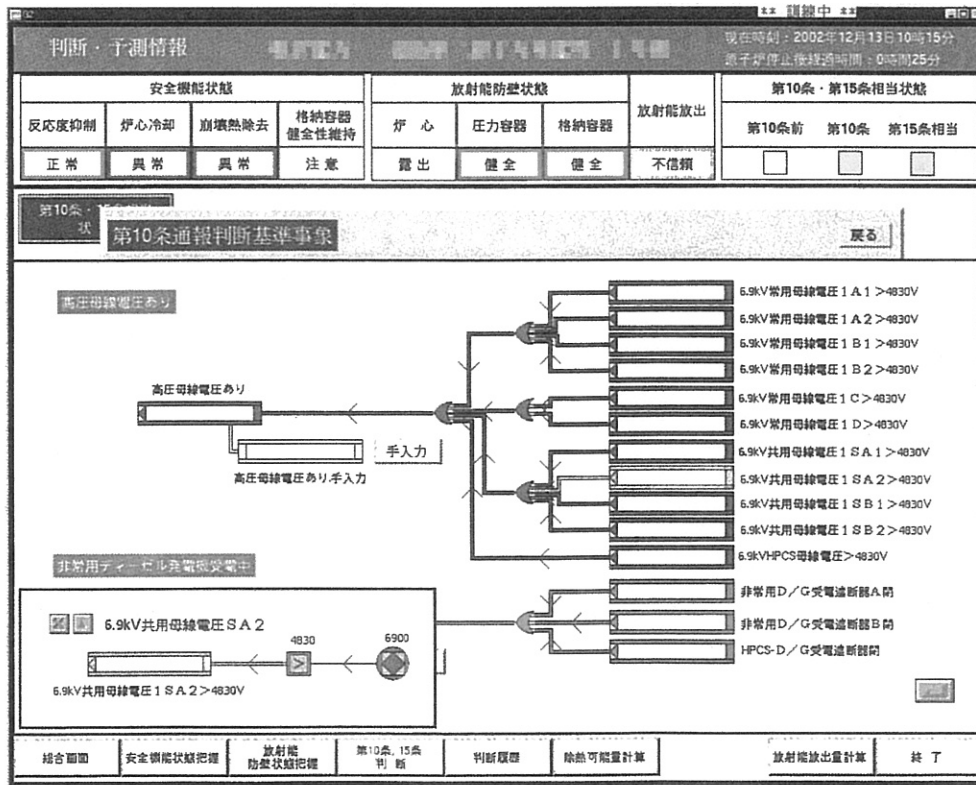 ** 訓練中 **
判断・予測情報
現在時刻：2002年12月13日10時15分
原子炉停止後経過時間：0時間25分
安全機能状態
放射能防壁状態
放射能放出
第10条・第15条相当状態
反応度抑制 炉心冷却 崩壊熱除去 格納容器健全性維持
炉心 圧力容器 格納容器
第10条前 第10条 第15条相当
正常 異常 異常 注意
露出 健全 健全 不信頼
第10条・
状
第10条通報判断基準事象
戻る
高圧母線電圧あり
6.9kV常用母線電圧1A1>4830V
6.9kV常用母線電圧1A2>4830V
6.9kV常用母線電圧1B1>4830V
6.9kV常用母線電圧1B2>4830V
高圧母線電圧あり
6.9kV常用母線電圧1C>4830V
6.9kV常用母線電圧1D>4830V
手入力
6.9kV共用母線電圧1SA1>4830V
高圧母線電圧あり.手入力
6.9kV共用母線電圧1SA2>4830V
6.9kV共用母線電圧1SB1>4830V
6.9kV共用母線電圧1SB2>4830V
6.9kVHPCS母線電圧>4830V
非常用ディーゼル発電機受電中
非常用D/G受電遮断器A閉
非常用D/G受電遮断器B閉
HPCS-D/G受電遮断器閉
6.9kV共用母線電圧SA2
4830
6900
>
6.9kV共用母線電圧1SA2>4830V
総合画面 安全機能状態把握 放射能防壁状態把握 第10条,15条判断 判断履歴 除熱可能量計算 放射能放出量計算 終了